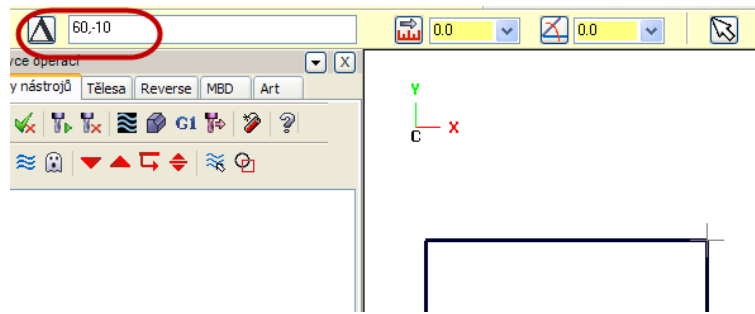 60,-10 0.0 0.0
vce operací
y nástrojů Tělesa Reverse MBD Art
G1
Y
X
C